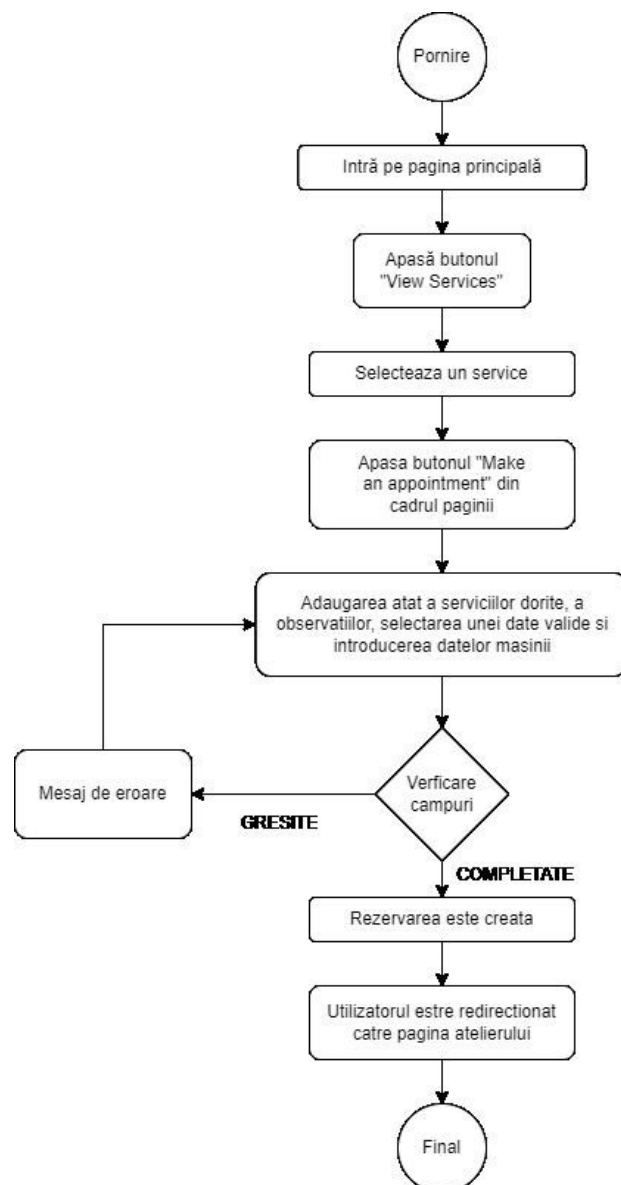 Pornire
Intră pe pagina principală
Apasă butonul
"View Services"
Selecteaza un service
Apasa butonul "Make
an appointment" din
cadrul paginii
Adaugarea atat a serviciilor dorite, a
observatiilor, selectarea unei date valide si
introducerea datelor masinii
Mesaj de eroare
Verficare
campuri
GRESITE
COMPLETATE
Rezervarea este creata
Utilizatorul estre redirectionat
catre pagina atelierului
Final